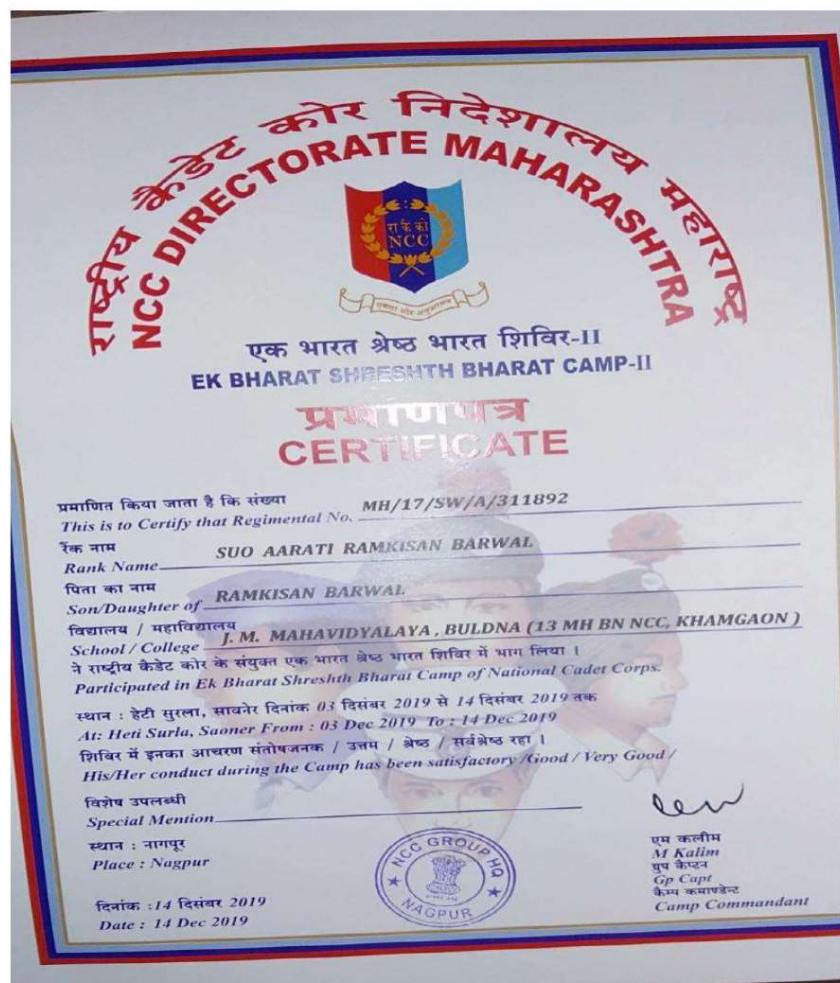 राष्ट्रीय कैडेट कोर निदेशालय महाराष्ट्र
NCC DIRECTORATE MAHARASHTRA
रा कै को
NCC
एकता और अनुशासन
एक भारत श्रेष्ठ भारत शिविर-II
EK BHARAT SHRESHTH BHARAT CAMP-II
प्रमाणपत्र
CERTIFICATE
प्रमाणित किया जाता है कि संख्या
This is to Certify that Regimental No. MH/17/SW/A/311892
रैंक नाम
Rank Name SUO AARATI RAMKISAN BARWAL
पिता का नाम
Son/Daughter of RAMKISAN BARWAL
विद्यालय / महाविद्यालय
School / College J. M. MAHAVIDYALAYA , BULDNA (13 MH BN NCC, KHAMGAON )
ने राष्ट्रीय कैडेट कोर के संयुक्त एक भारत श्रेष्ठ भारत शिविर में भाग लिया ।
Participated in Ek Bharat Shreshth Bharat Camp of National Cadet Corps.
स्थान : हेटी सुरला, सावनेर दिनांक 03 दिसंबर 2019 से 14 दिसंबर 2019 तक
At: Heti Surla, Saoner From : 03 Dec 2019 To : 14 Dec 2019
शिविर में इनका आचरण संतोषजनक / उत्तम / श्रेष्ठ / सर्वश्रेष्ठ रहा ।
His/Her conduct during the Camp has been satisfactory /Good / Very Good /
विशेष उपलब्धी
Special Mention
स्थान : नागपूर
Place : Nagpur
दिनांक :14 दिसंबर 2019
Date : 14 Dec 2019
NCC GROUP HQ
NAGPUR
एम कलीम
M Kalim
ग्रुप कैप्टन
Gp Capt
कैम्प कमाण्डेन्ट
Camp Commandant